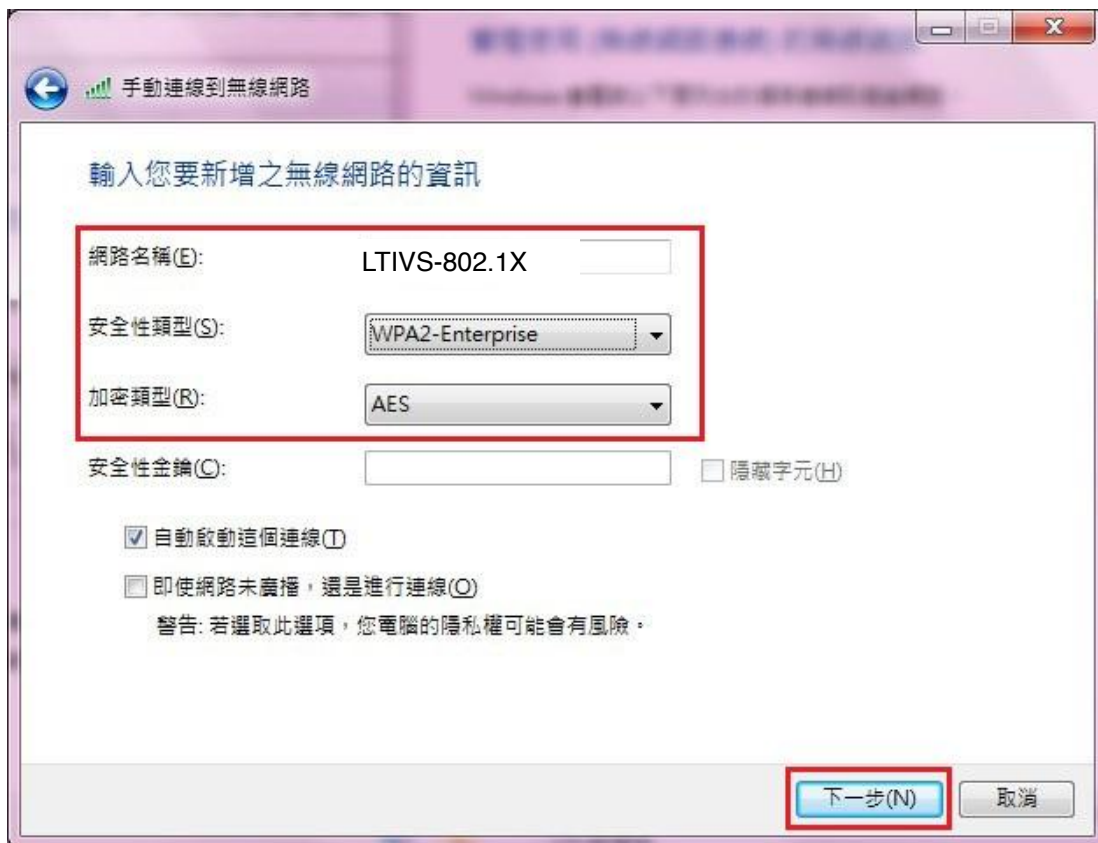 手動連線到無線網路
輸入您要新增之無線網路的資訊
網路名稱(E): LTIVS-802.1X
安全性類型(S): WPA2-Enterprise
加密類型(R): AES
安全性金鑰(C): 隱藏字元(H)
自動啟動這個連線(T)
即使網路未廣播，還是進行連線(O)
警告: 若選取此選項，您電腦的隱私權可能會有風險。
下一步(N) 取消